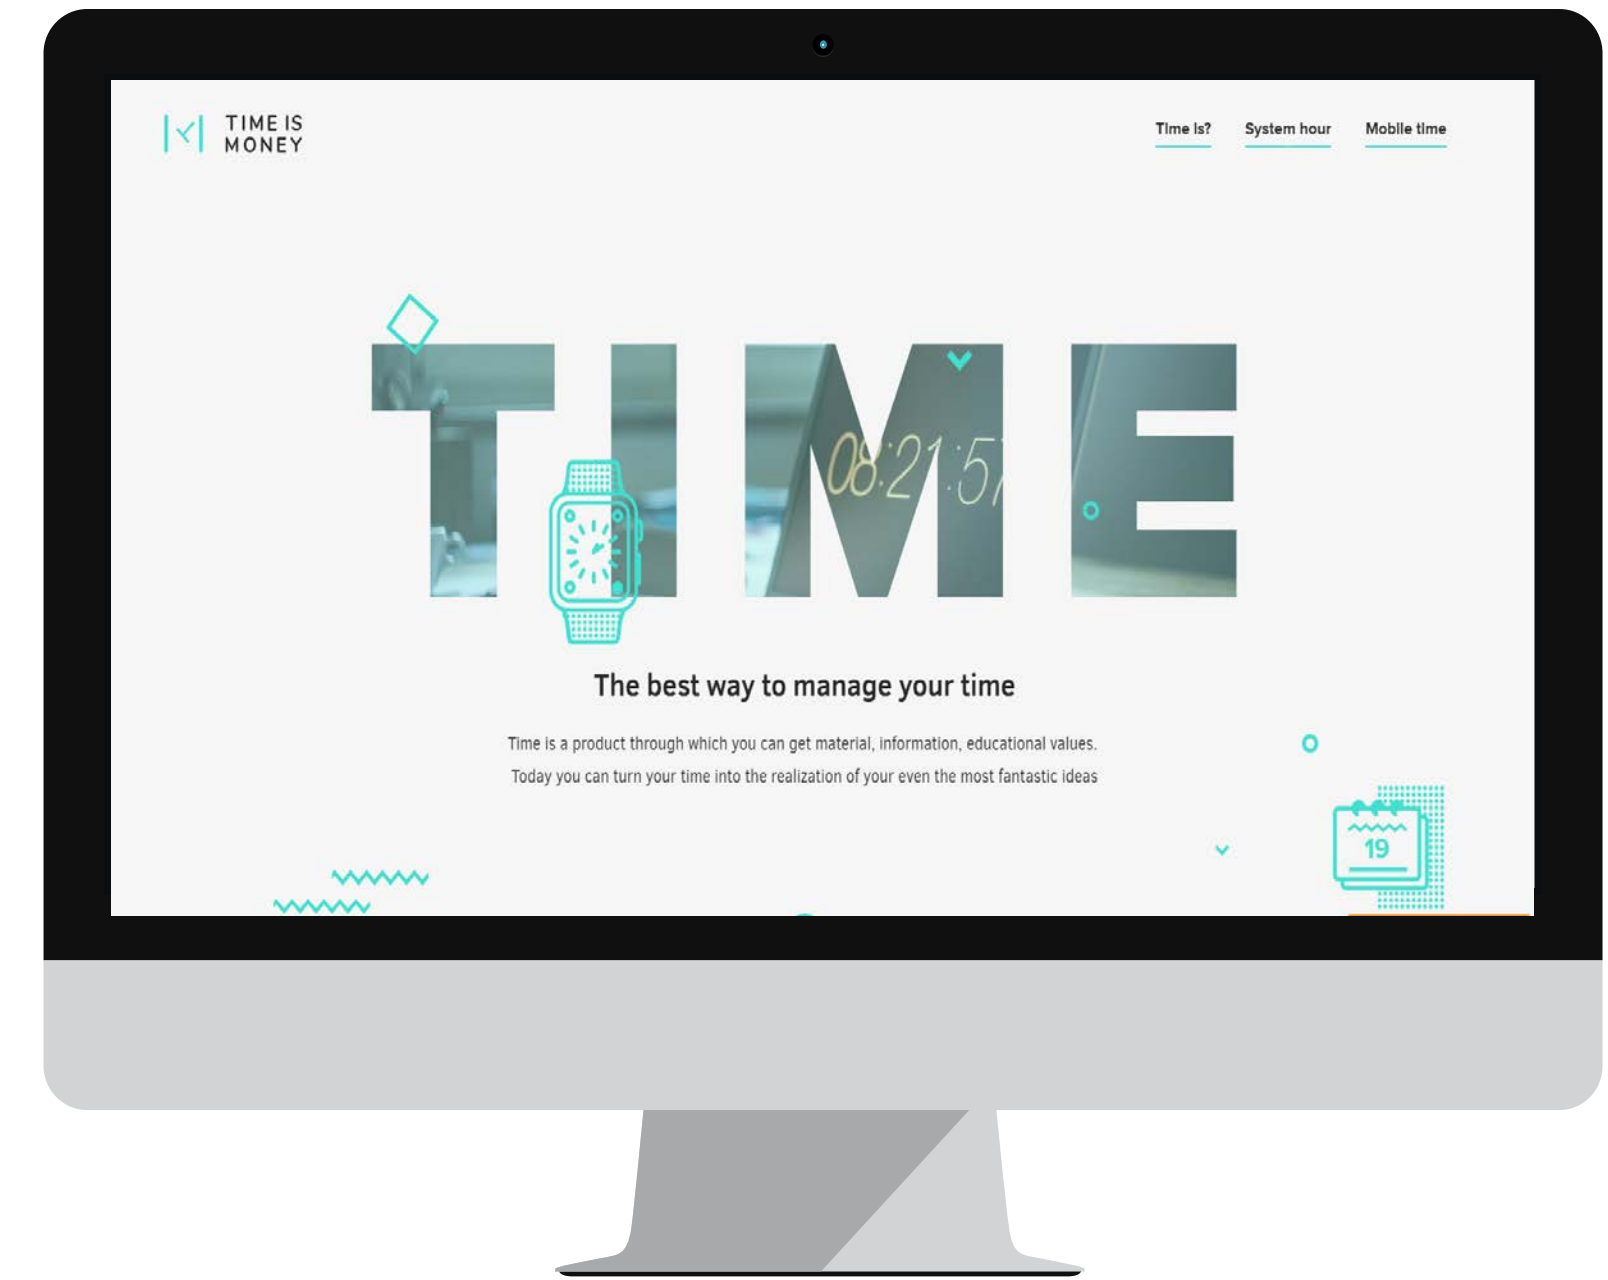 TIME IS
MONEY
Time is?
System hour
Mobile time
TIME
08:21:57
The best way to manage your time
Time is a product through which you can get material, information, educational values.
Today you can turn your time into the realization of your even the most fantastic ideas
19